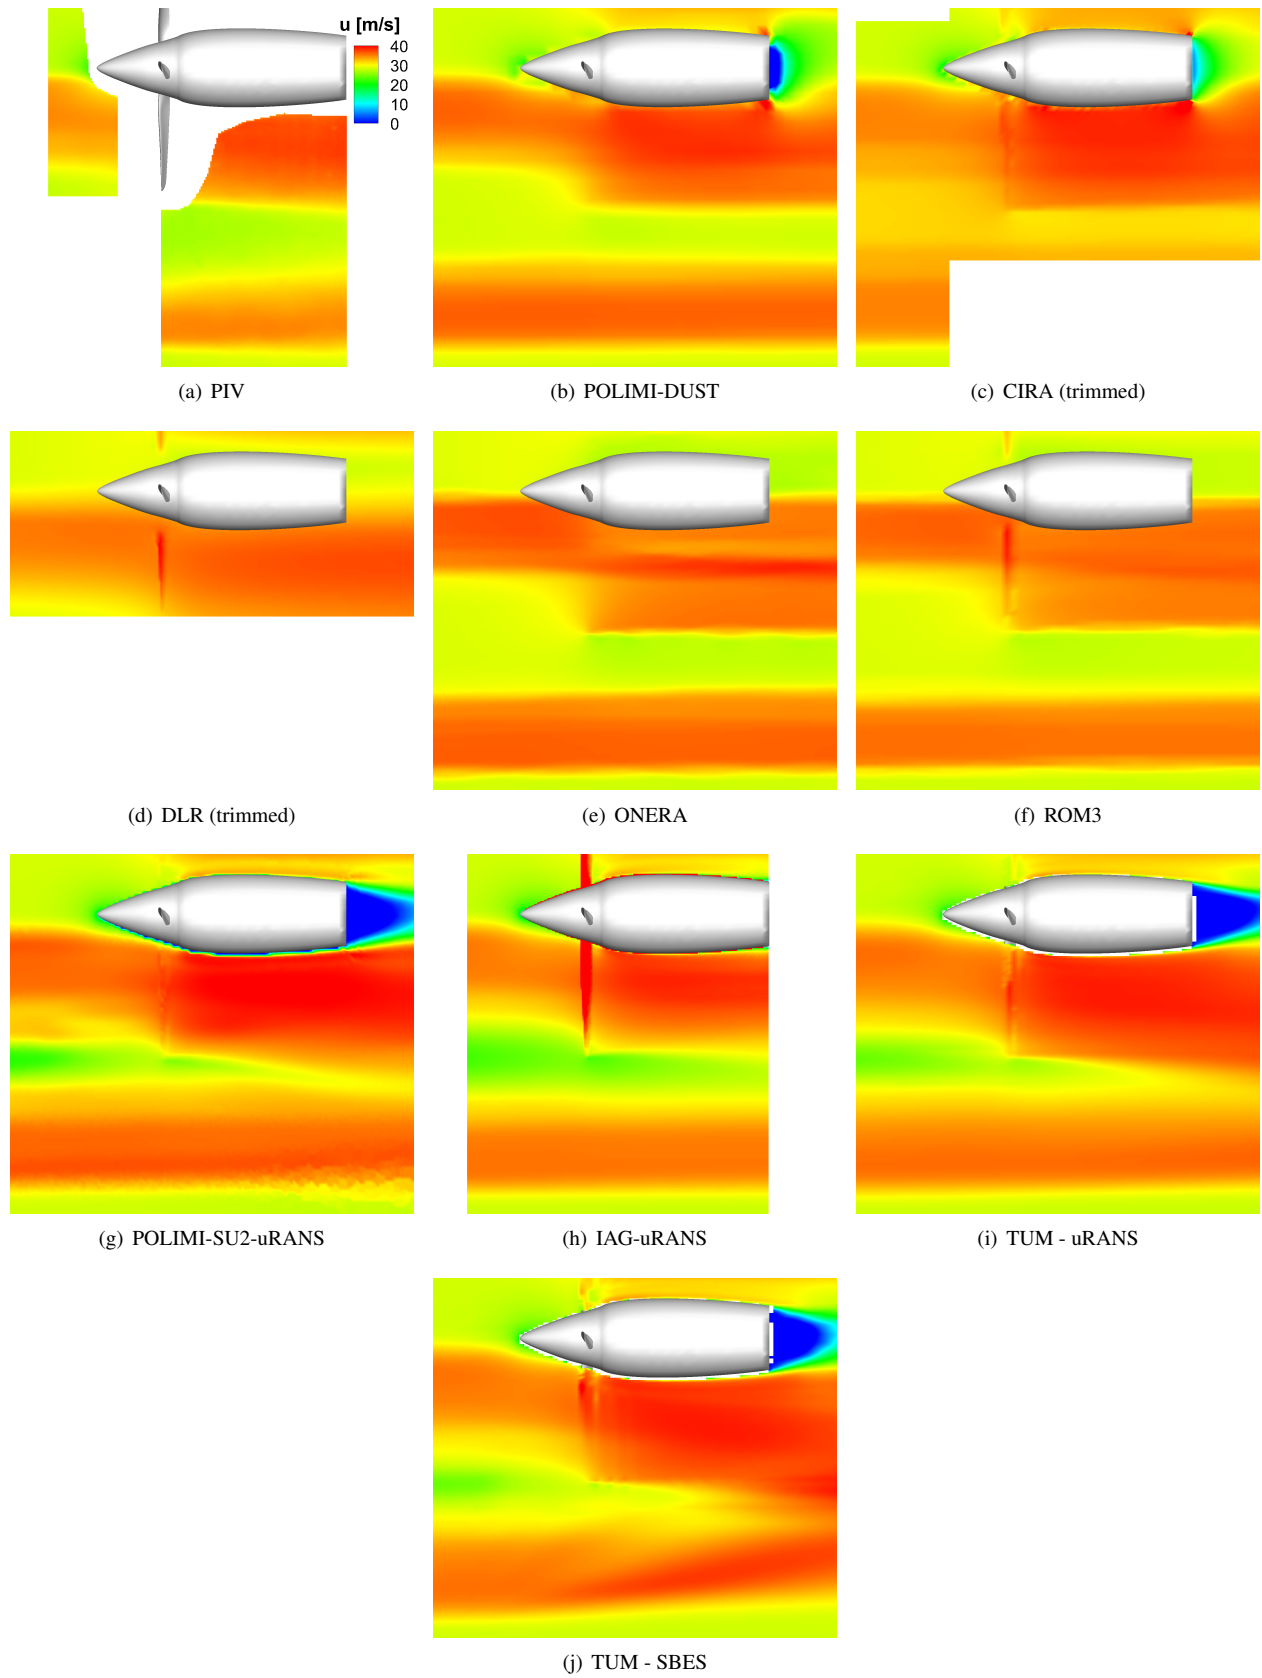 u [m/s]
40
30
20
10
0
(a) PIV
(b) POLIMI-DUST
(c) CIRA (trimmed)
(d) DLR (trimmed)
(e) ONERA
(f) ROM3
(g) POLIMI-SU2-uRANS
(h) IAG-uRANS
(i) TUM - uRANS
(j) TUM - SBES